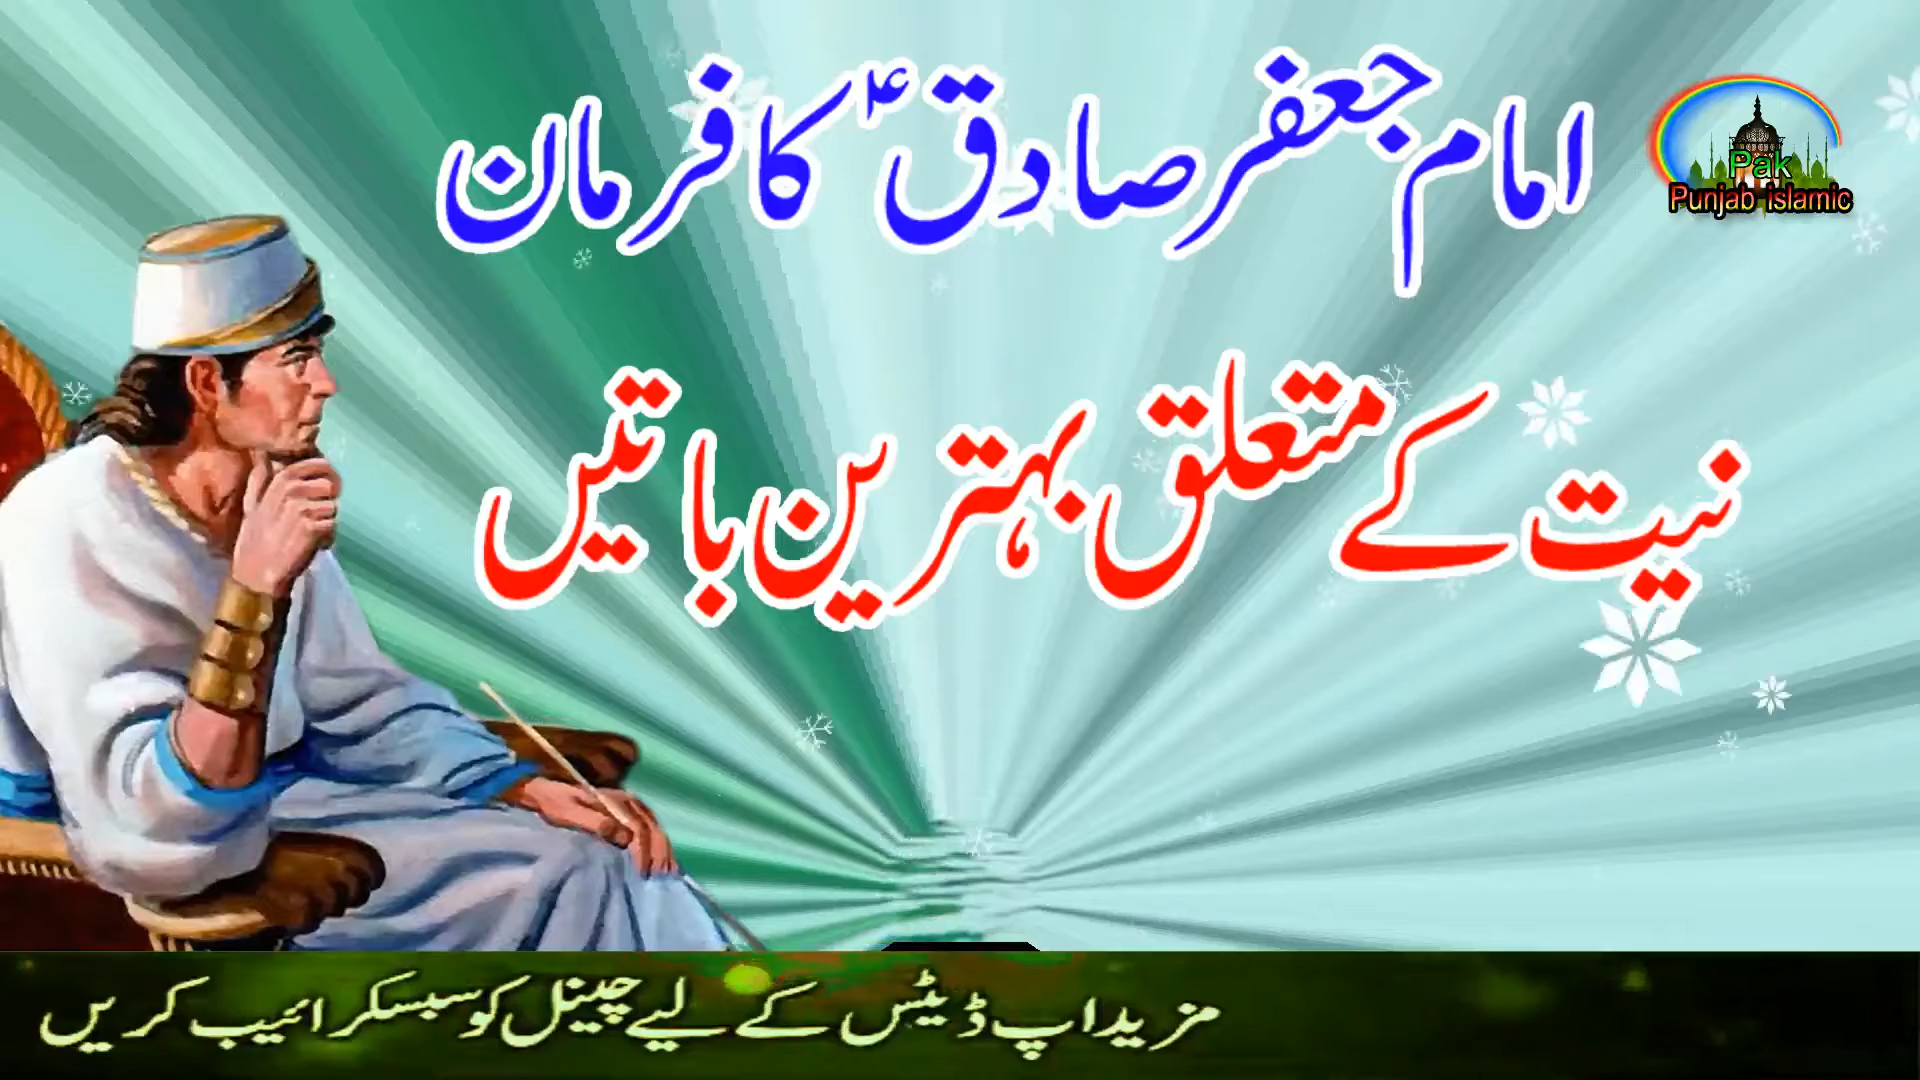 امام جعفر صادقؑ کا فرمان
Pak
Punjab islamic
نیت کے متعلق بہترین باتیں
مزید اپ ڈیٹس کے لیے چینل کو سبسکرائیب کریں